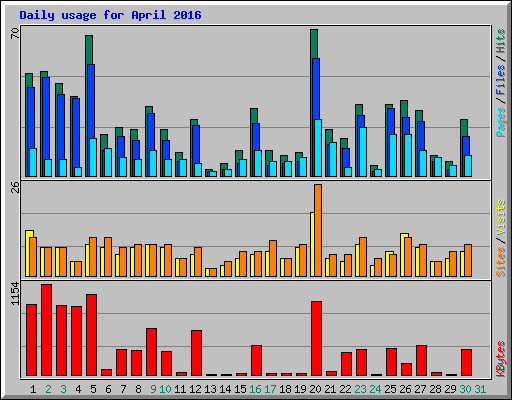 Daily usage for April 2016
70
Pages / Files / Hits
26
Sites / Visits
1154
KBytes
1 2 3 4 5 6 7 8 9 10 11 12 13 14 15 16 17 18 19 20 21 22 23 24 25 26 27 28 29 30 31